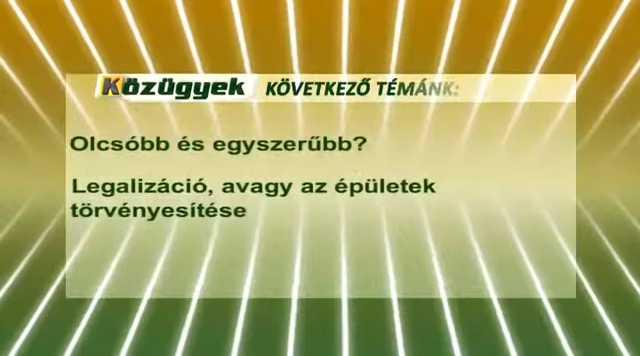 Közügyek KÖVETKEZŐ TÉMÁNK:
Olcsóbb és egyszerűbb?
Legalizáció, avagy az épületek
törvényesítése